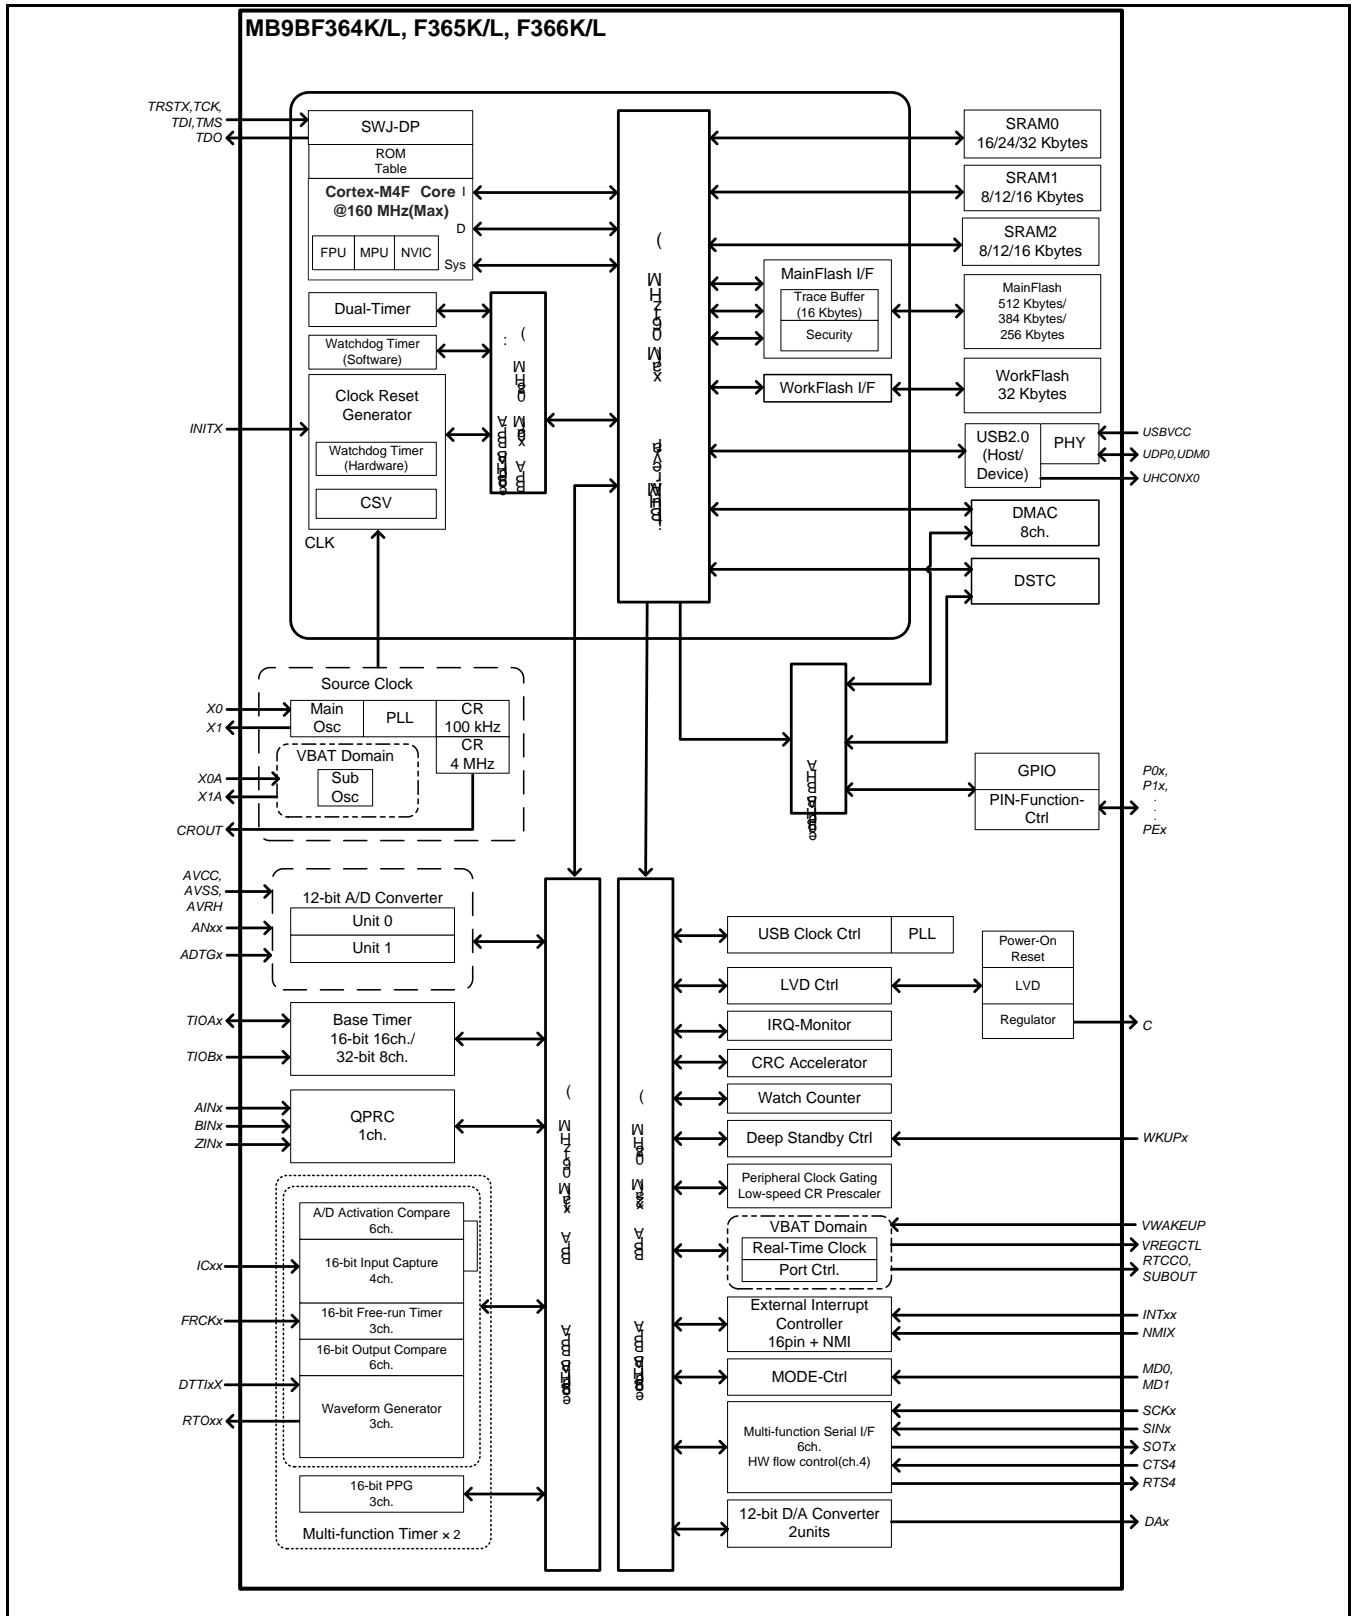 MB9BF364K/L, F365K/L, F366K/L
TRSTX,TCK,
TDI,TMS
TDO
SWJ-DP
ROM
Table
Cortex-M4F Core
@160 MHz(Max)
I
D
Sys
FPU
MPU
NVIC
Dual-Timer
Watchdog Timer
(Software)
Clock Reset
Generator
Watchdog Timer
(Hardware)
CSV
CLK
INITX
SRAM0
16/24/32 Kbytes
SRAM1
8/12/16 Kbytes
SRAM2
8/12/16 Kbytes
MainFlash I/F
Trace Buffer
(16 Kbytes)
Security
MainFlash
512 Kbytes/
384 Kbytes/
256 Kbytes
WorkFlash I/F
WorkFlash
32 Kbytes
USB2.0
(Host/
Device)
PHY
USBVCC
UDP0,UDM0
UHCONX0
DMAC
8ch.
DSTC
Source Clock
Main
Osc
PLL
CR
100 kHz
CR
4 MHz
VBAT Domain
Sub
Osc
X0
X1
X0A
X1A
CROUT
GPIO
PIN-Function-
Ctrl
P0x,
P1x,
.
.
PEx
AVCC,
AVSS,
AVRH
ANxx
ADTGx
12-bit A/D Converter
Unit 0
Unit 1
TIOAx
TIOBx
Base Timer
16-bit 16ch./
32-bit 8ch.
AINx
BINx
ZINx
QPRC
1ch.
A/D Activation Compare
6ch.
16-bit Input Capture
4ch.
16-bit Free-run Timer
3ch.
16-bit Output Compare
6ch.
Waveform Generator
3ch.
16-bit PPG
3ch.
Multi-function Timer × 2
ICxx
FRCKx
DTTIxX
RTOxx
USB Clock Ctrl
PLL
LVD Ctrl
Power-On
Reset
LVD
Regulator
C
IRQ-Monitor
CRC Accelerator
Watch Counter
Deep Standby Ctrl
WKUPx
Peripheral Clock Gating
Low-speed CR Prescaler
VBAT Domain
Real-Time Clock
Port Ctrl.
VWAKEUP
VREGCTL
RTCCO,
SUBOUT
External Interrupt
Controller
16pin + NMI
INTxx
NMIX
MODE-Ctrl
MD0,
MD1
Multi-function Serial I/F
6ch.
HW flow control(ch.4)
SCKx
SINx
SOTx
CTS4
RTS4
12-bit D/A Converter
2units
DAx